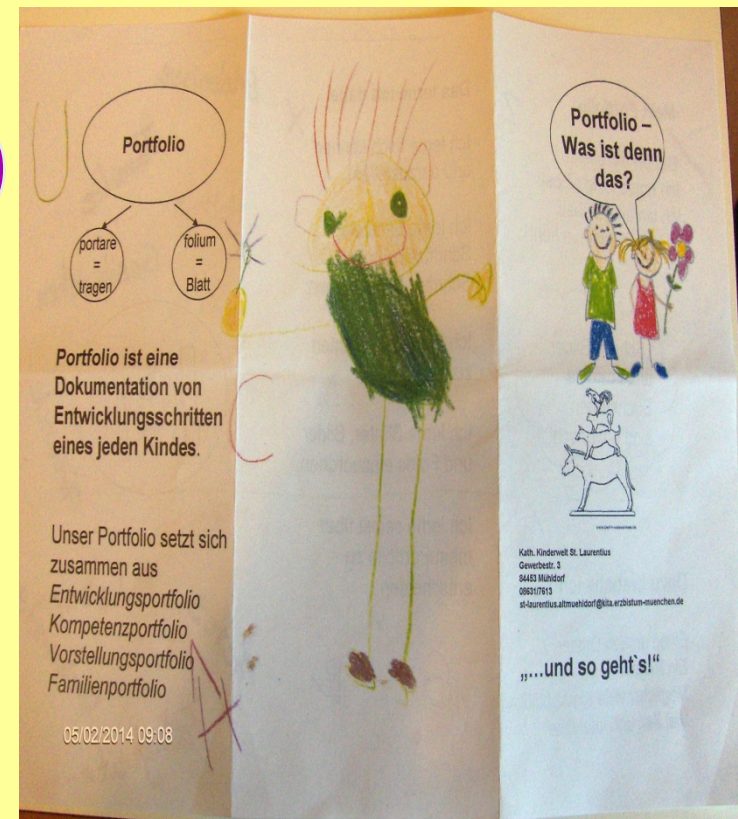 Portfolio
portare
=
tragen
folium
=
Blatt
Portfolio ist eine
Dokumentation von
Entwicklungsschritten
eines jeden Kindes.
Unser Portfolio setzt sich
zusammen aus
Entwicklungsportfolio
Kompetenzportfolio
Vorstellungsportfolio
Familienportfolio
05/02/2014 09:08
Portfolio –
Was ist denn
das?
Kath. Kinderwelt St. Laurentius
Gewerbestr. 3
84453 Mühldorf
08631/7613
st-laurentius.altmuehldorf@kita.erzbistum-muenchen.de
„...und so geht`s!“